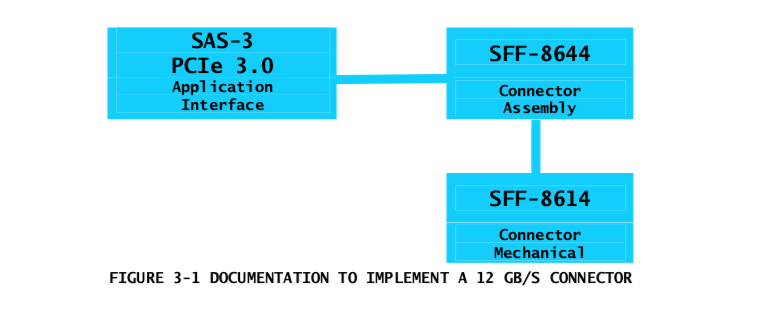 SAS-3
PCIe 3.0
Application
Interface
SFF-8644
Connector
Assembly
SFF-8614
Connector
Mechanical
FIGURE 3-1 DOCUMENTATION TO IMPLEMENT A 12 GB/S CONNECTOR